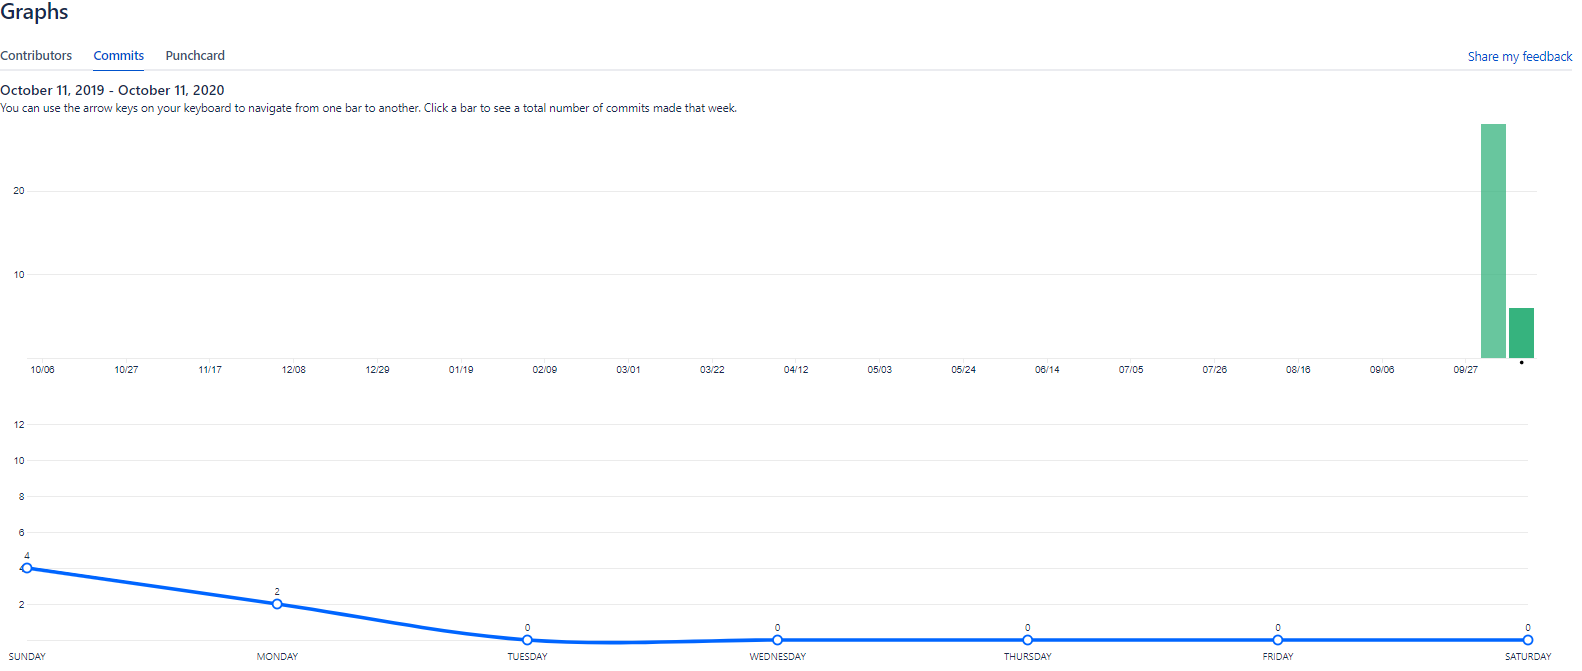 Graphs
Contributors Commits Punchcard Share my feedback
October 11, 2019 - October 11, 2020
You can use the arrow keys on your keyboard to navigate from one bar to another. Click a bar to see a total number of commits made that week.
20
10
10/06 10/27 11/17 12/08 12/29 01/19 02/09 03/01 03/22 04/12 05/03 05/24 06/14 07/05 07/26 08/16 09/06 09/27
12
10
8
6
4
4
2
2
0 0 0 0 0
SUNDAY MONDAY TUESDAY WEDNESDAY THURSDAY FRIDAY SATURDAY